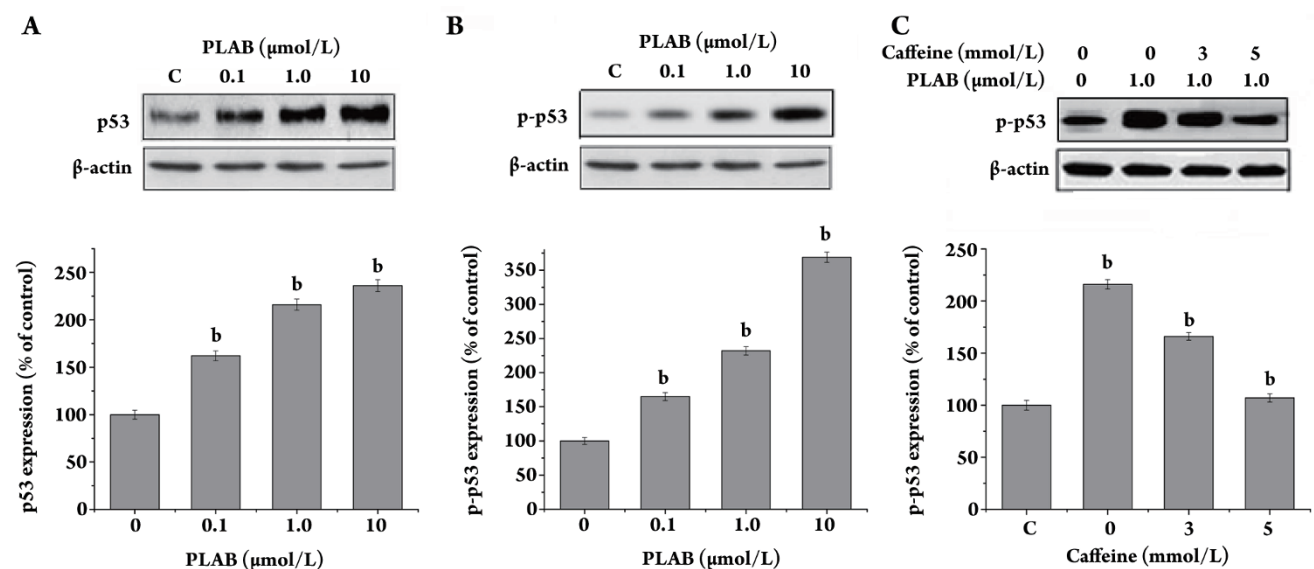 A
PLAB (µmol/L)
C 0.1 1.0 10
p53
β-actin
p53 expression (% of control)
250
200
150
100
50
0
b
b
b
0 0.1 1.0 10
PLAB (µmol/L)
B
PLAB (µmol/L)
C 0.1 1.0 10
p-p53
β-actin
p-p53 expression (% of control)
350
300
250
200
150
100
50
0
b
b
b
0 0.1 1.0 10
PLAB (µmol/L)
C
Caffeine (mmol/L) 0 0 3 5
PLAB (µmol/L) 0 1.0 1.0 1.0
p-p53
β-actin
p-p53 expression (% of control)
250
200
150
100
50
0
b
b
b
C 0 3 5
Caffeine (mmol/L)